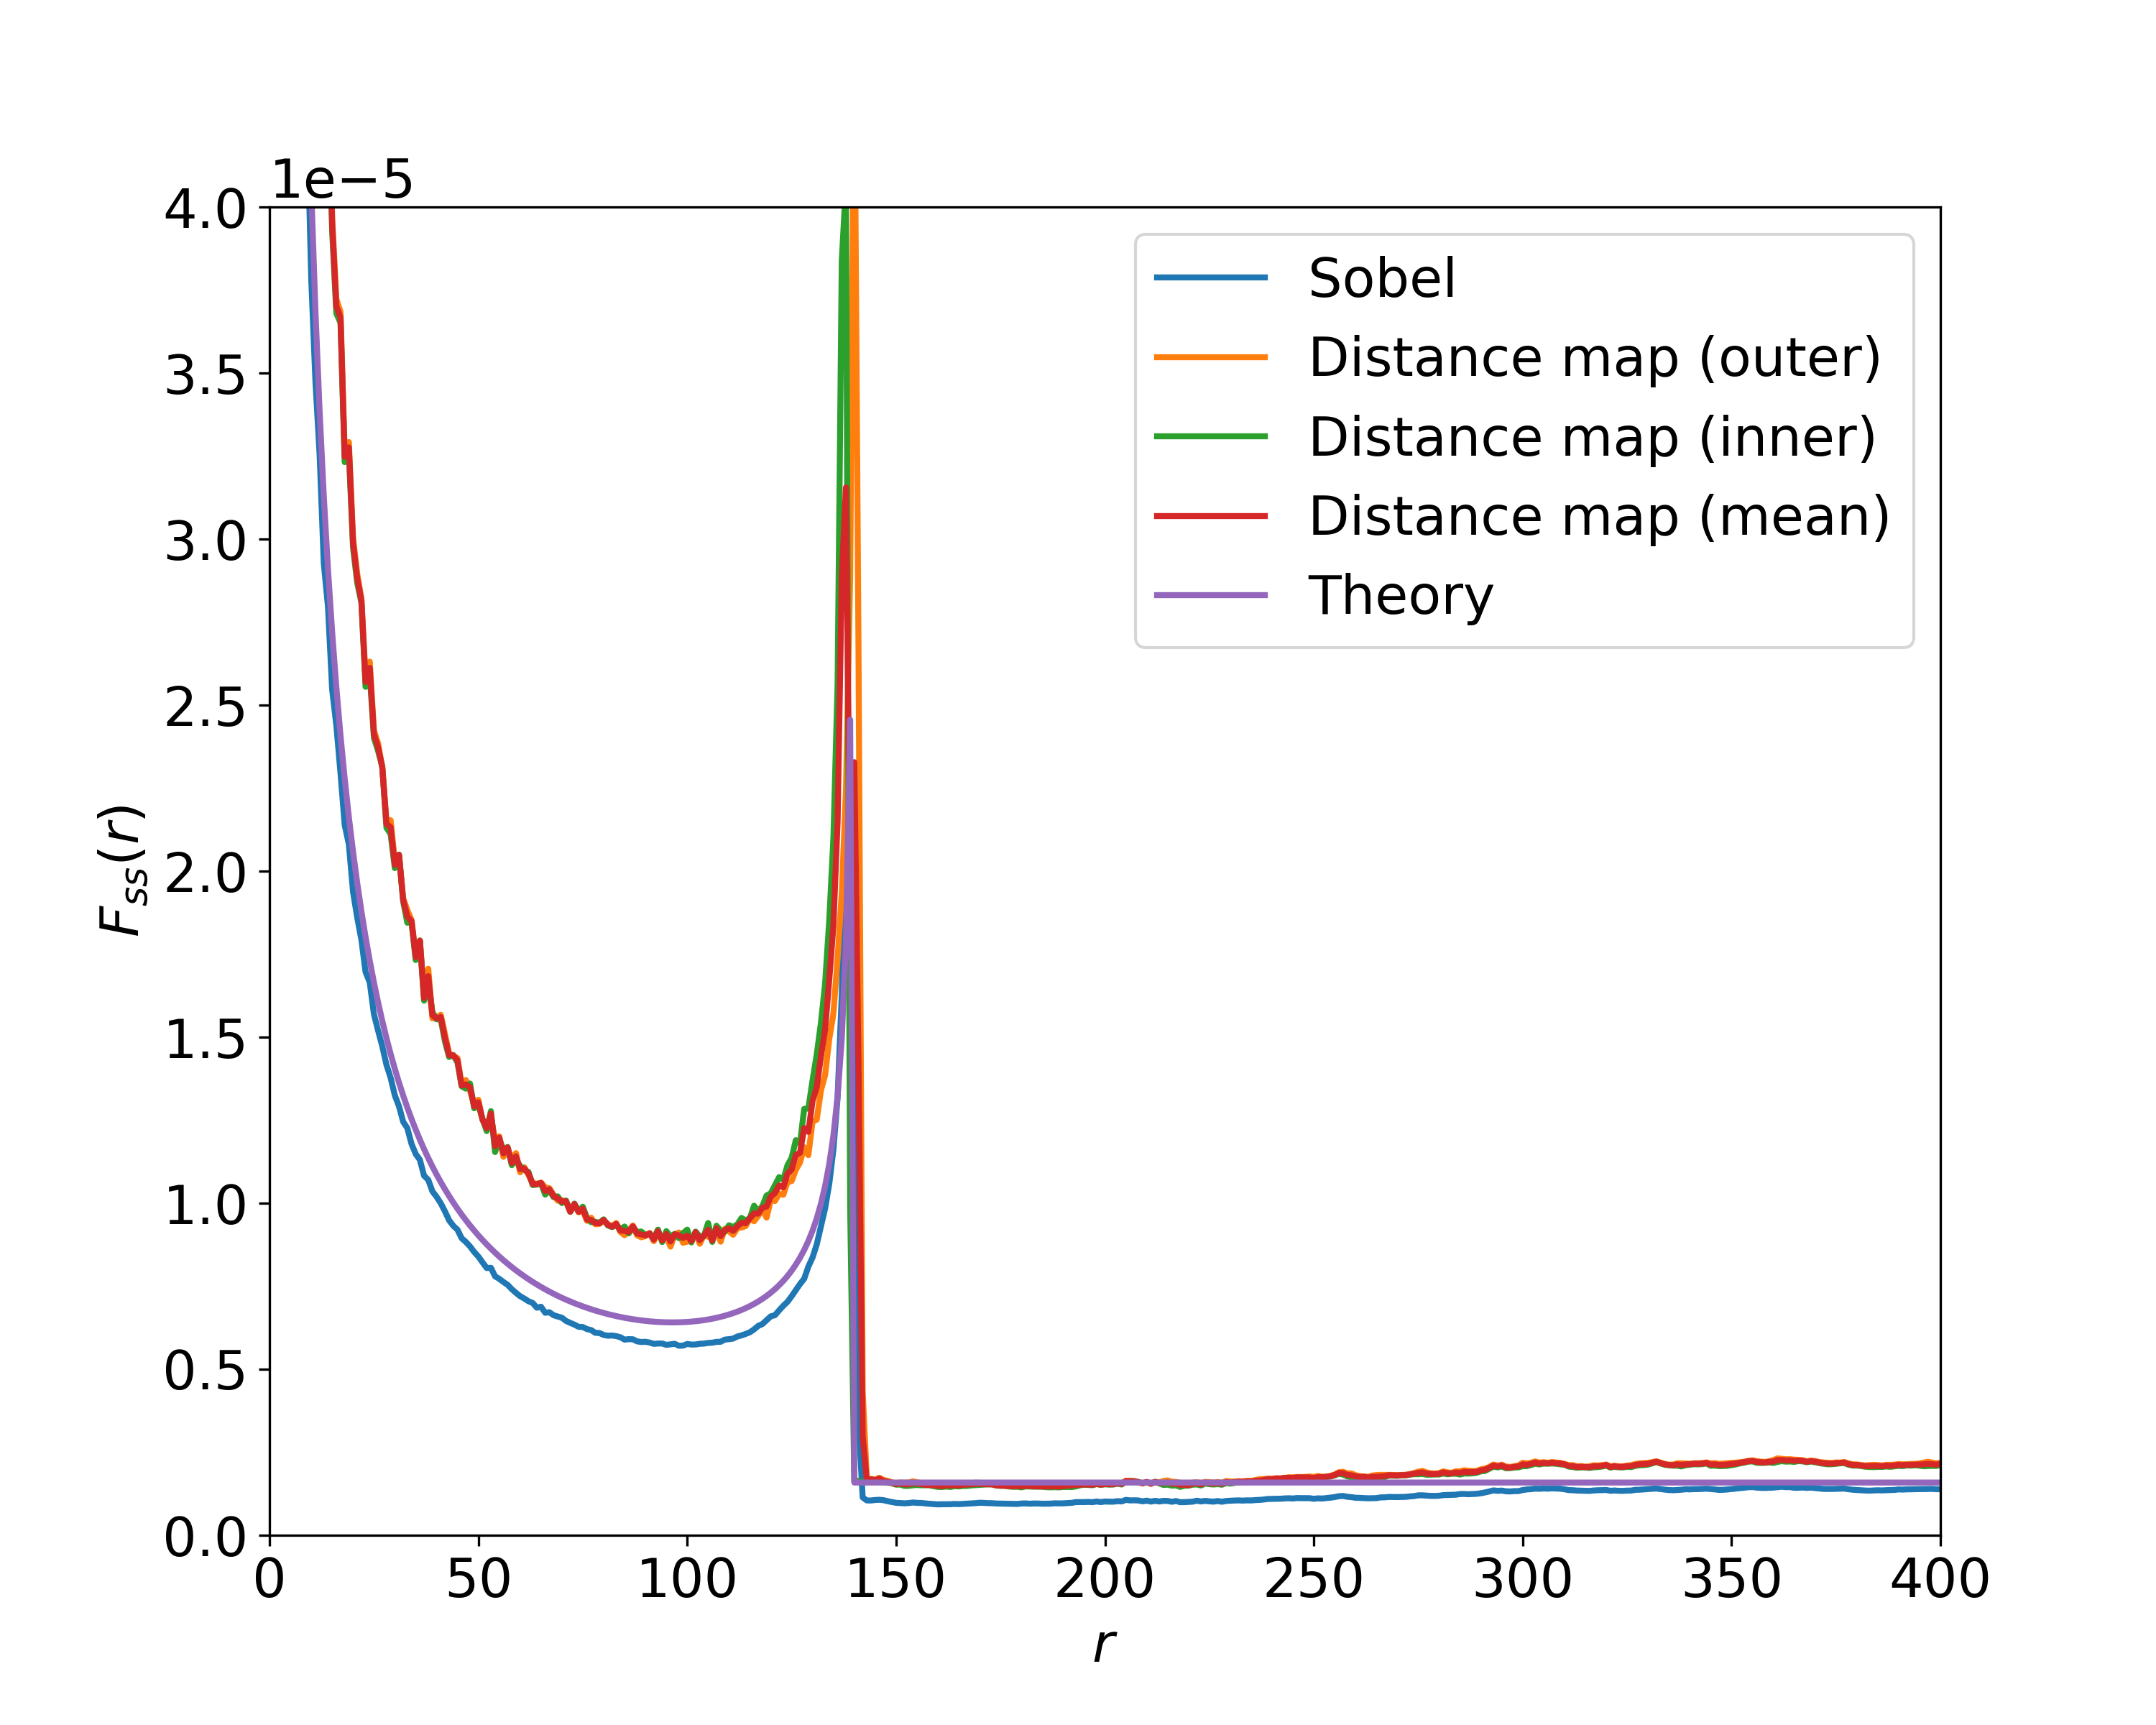 1e−5
4.0
3.5
3.0
2.5
2.0
1.5
1.0
0.5
0.0
F_ss(r)
Sobel
Distance map (outer)
Distance map (inner)
Distance map (mean)
Theory
0 50 100 150 200 250 300 350 400
r